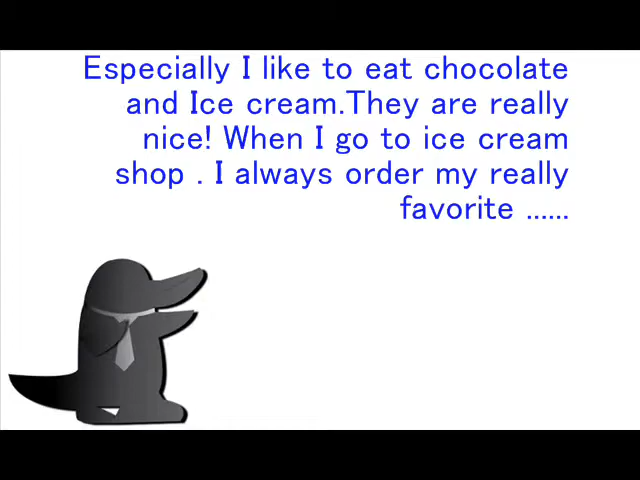 Especially I like to eat chocolate
and Ice cream.They are really
nice! When I go to ice cream
shop . I always order my really
favorite ......